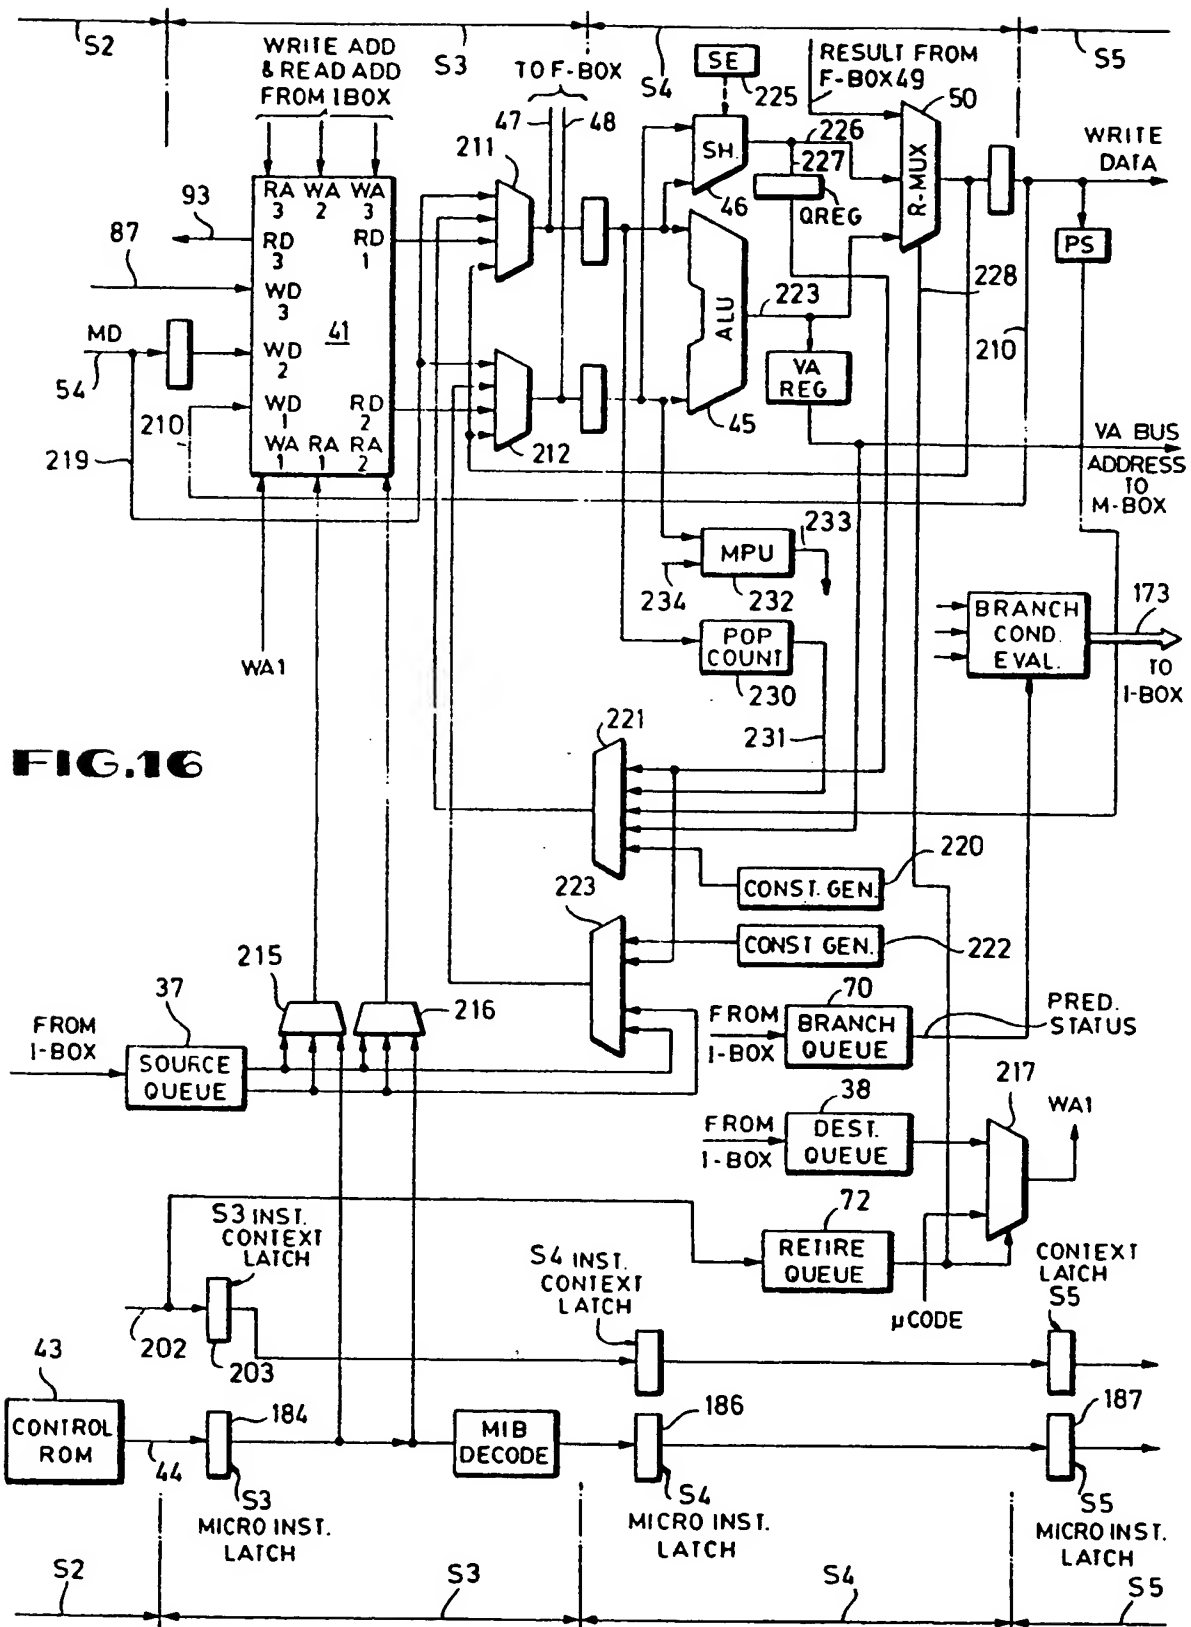 S2
S3
S4
S5
WRITE ADD
& READ ADD
FROM IBOX
TO F-BOX
47
48
SE
225
RESULT FROM
F-BOX49
50
WRITE
DATA
211
SH.
46
226
227
QREG
R-MUX
PS
93
87
RA
3
WA
2
WA
3
RD
3
RD
1
WD
3
41
MD
54
WD
2
WD
1
RD
2
WA
1
RA
1
RA
2
210
219
212
ALU
45
223
VA
REG
228
210
VA BUS
ADDRESS
TO
M-BOX
MPU
232
233
234
POP
COUNT
230
231
BRANCH
COND.
EVAL.
173
TO
I-BOX
WA1
FIG.16
221
CONST. GEN.
220
223
CONST GEN.
222
215
216
37
FROM
I-BOX
SOURCE
QUEUE
70
FROM
I-BOX
BRANCH
QUEUE
PRED.
STATUS
217
WA1
38
FROM
I-BOX
DEST.
QUEUE
72
RETIRE
QUEUE
µCODE
S3 INST.
CONTEXT
LATCH
202
203
S4 INST.
CONTEXT
LATCH
CONTEXT
LATCH
S5
43
CONTROL
ROM
44
184
S3
MICRO INST.
LATCH
MIB
DECODE
186
S4
MICRO INST.
LATCH
187
S5
MICRO INST.
LATCH
S2
S3
S4
S5